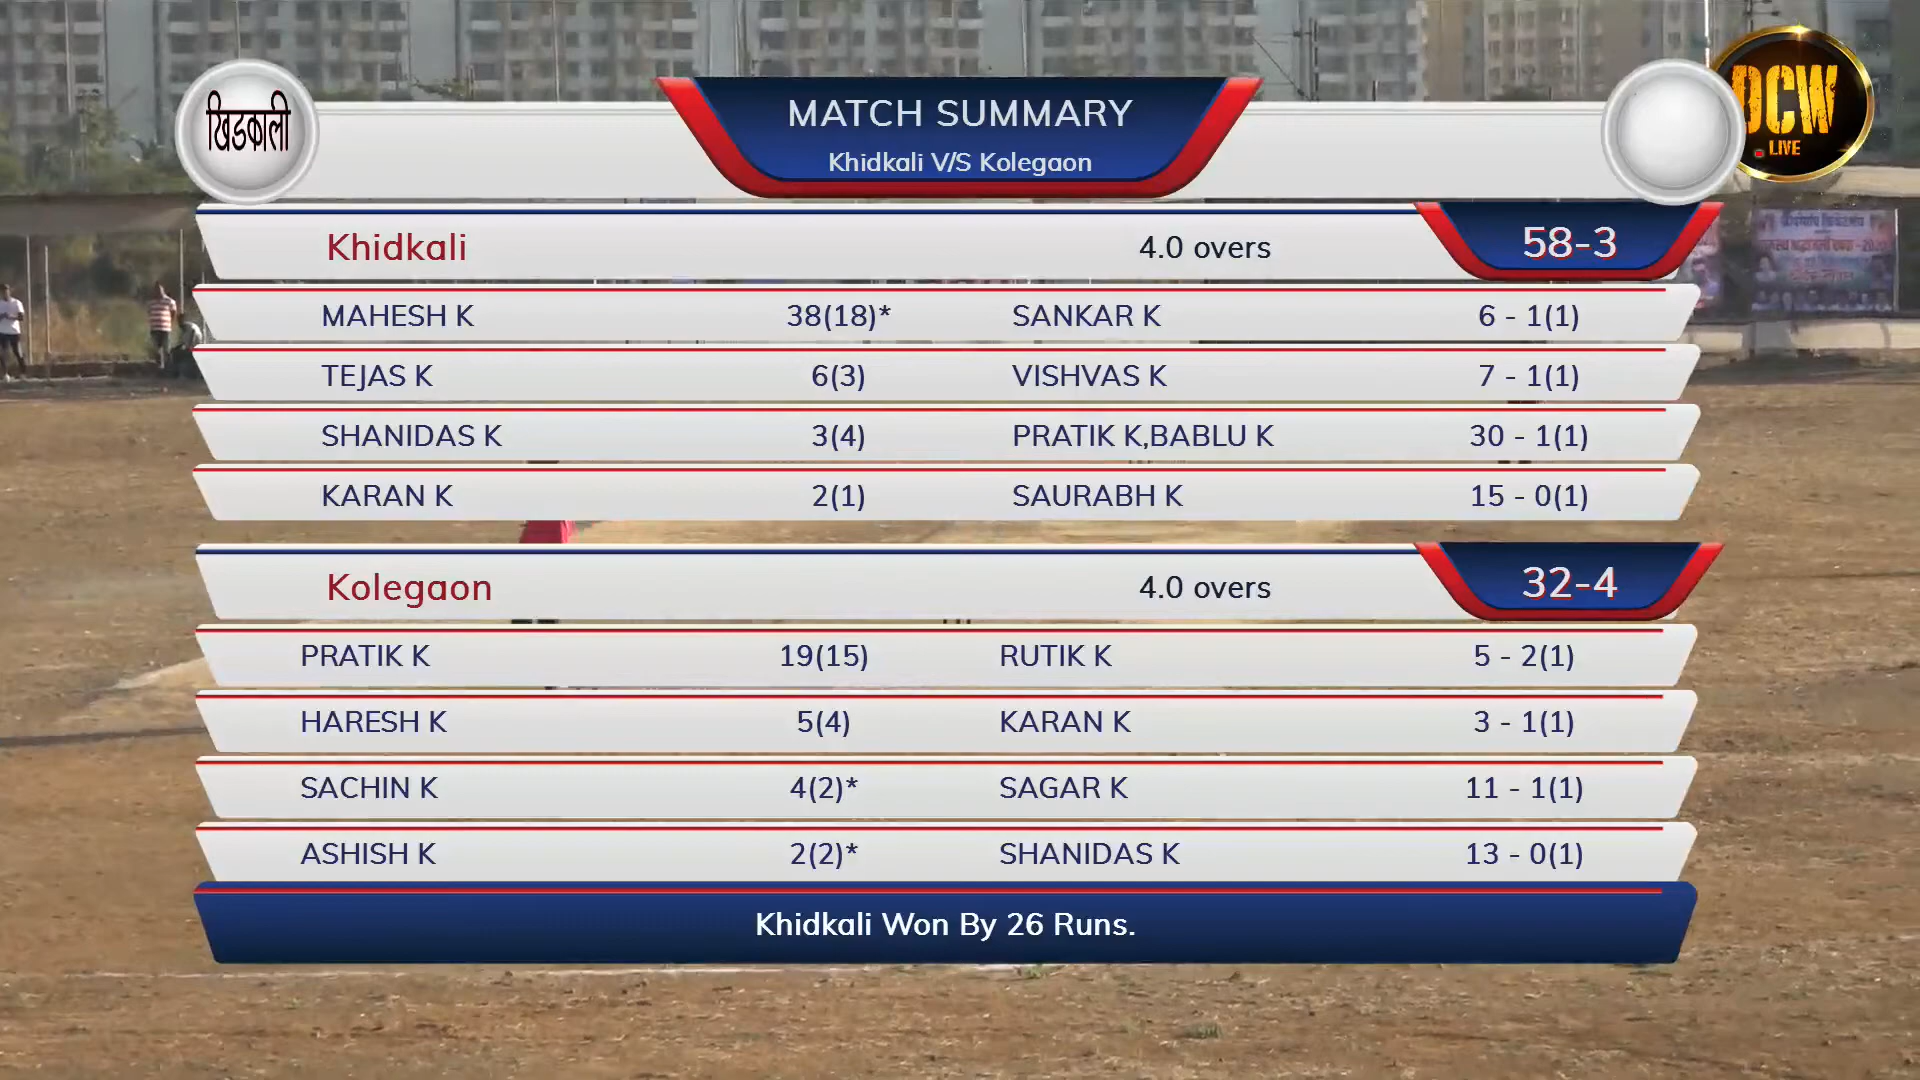 MATCH SUMMARY
Khidkali V/S Kolegaon
खिडकाली
DCW
LIVE
Khidkali 4.0 overs 58-3
MAHESH K 38(18)* SANKAR K 6 - 1(1)
TEJAS K 6(3) VISHVAS K 7 - 1(1)
SHANIDAS K 3(4) PRATIK K,BABLU K 30 - 1(1)
KARAN K 2(1) SAURABH K 15 - 0(1)
Kolegaon 4.0 overs 32-4
PRATIK K 19(15) RUTIK K 5 - 2(1)
HARESH K 5(4) KARAN K 3 - 1(1)
SACHIN K 4(2)* SAGAR K 11 - 1(1)
ASHISH K 2(2)* SHANIDAS K 13 - 0(1)
Khidkali Won By 26 Runs.